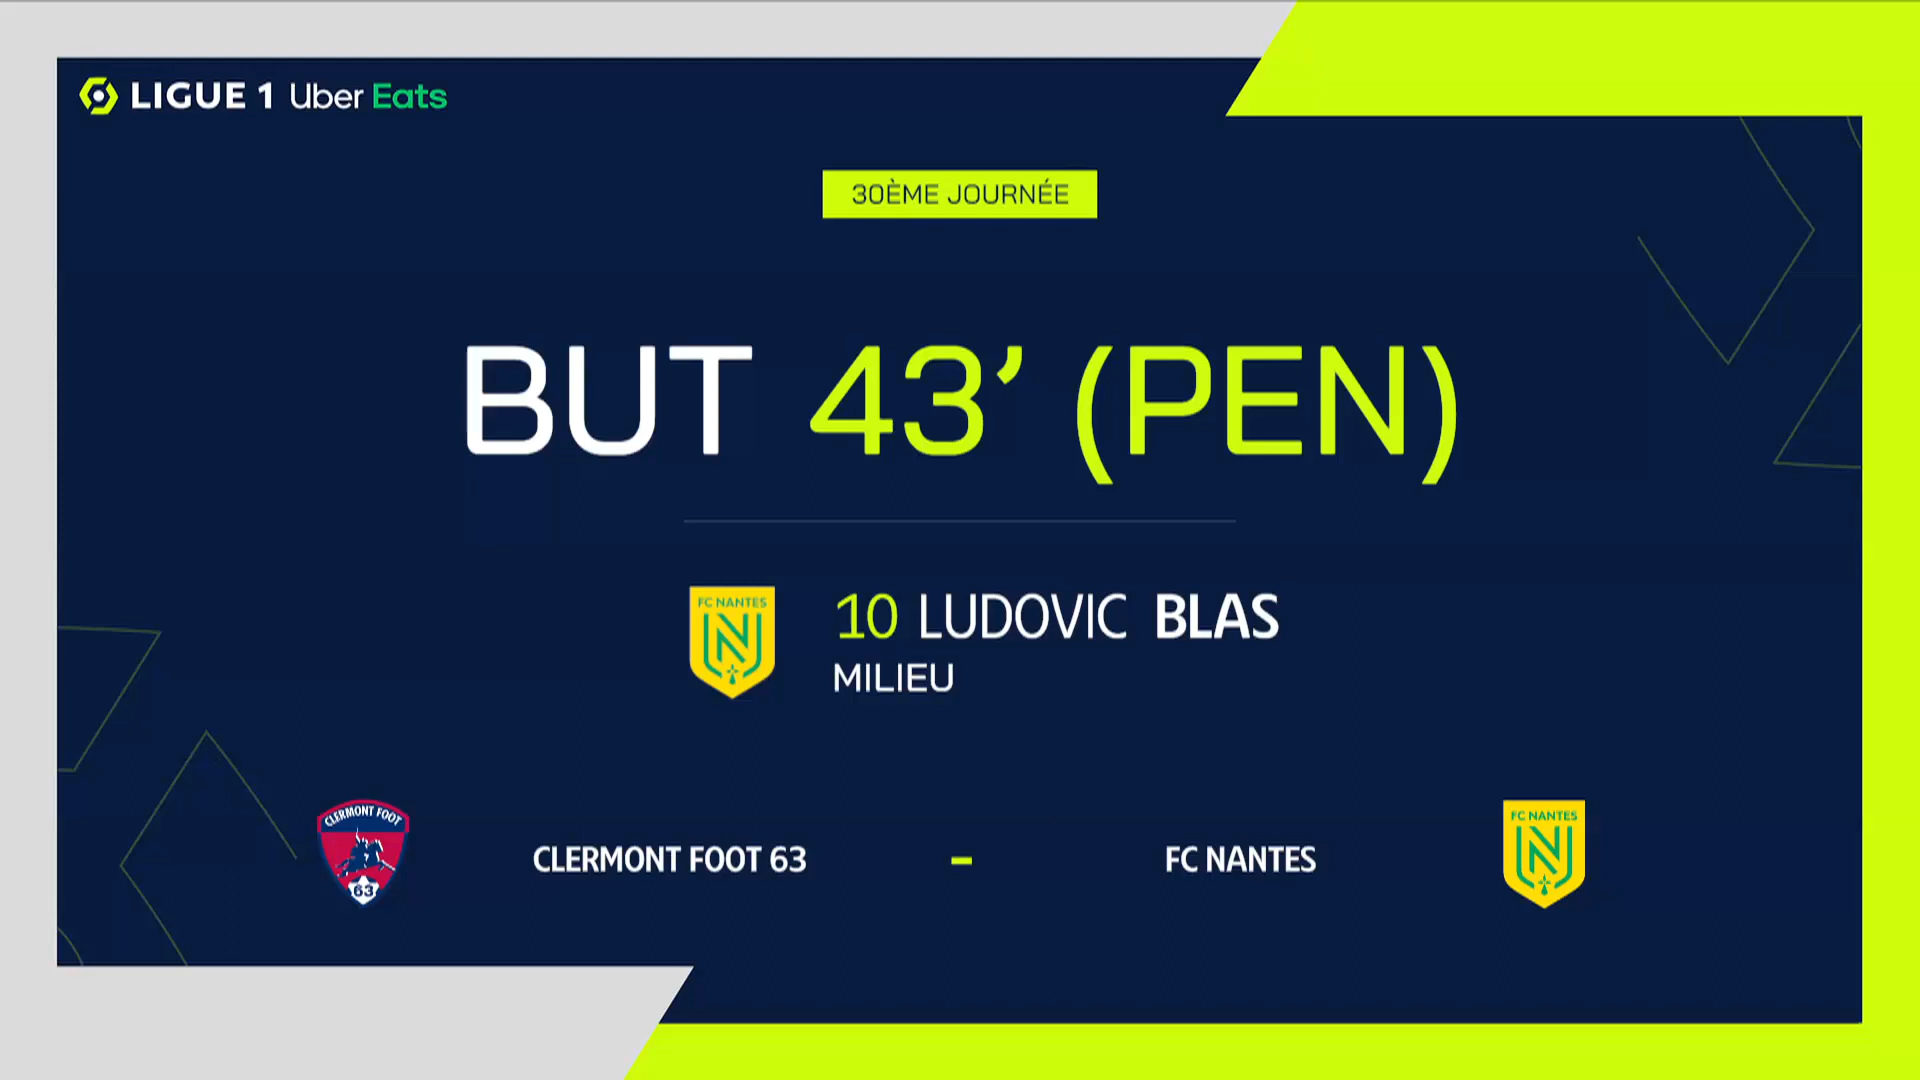 LIGUE 1 Uber Eats
30ÈME JOURNÉE
BUT 43’ (PEN)
FC NANTES
10 LUDOVIC BLAS
MILIEU
CLERMONT FOOT
63
CLERMONT FOOT 63 - FC NANTES
FC NANTES